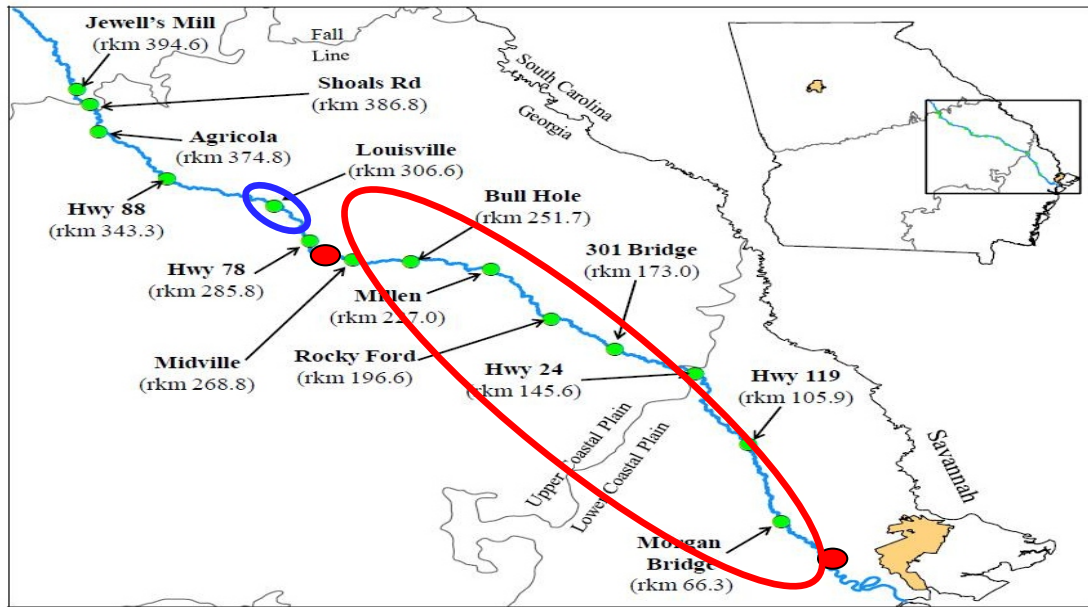 Jewell's Mill
(rkm 394.6)
Fall
Line
South Carolina
Georgia
Shoals Rd
(rkm 386.8)
Agricola
(rkm 374.8)
Louisville
(rkm 306.6)
Bull Hole
(rkm 251.7)
Hwy 88
(rkm 343.3)
301 Bridge
(rkm 173.0)
Hwy 78
(rkm 285.8)
Millen
(rkm 227.0)
Midville
(rkm 268.8)
Rocky Ford
(rkm 196.6)
Hwy 24
(rkm 145.6)
Hwy 119
(rkm 105.9)
Upper Coastal Plain
Lower Coastal Plain
Savannah
Morgan
Bridge
(rkm 66.3)